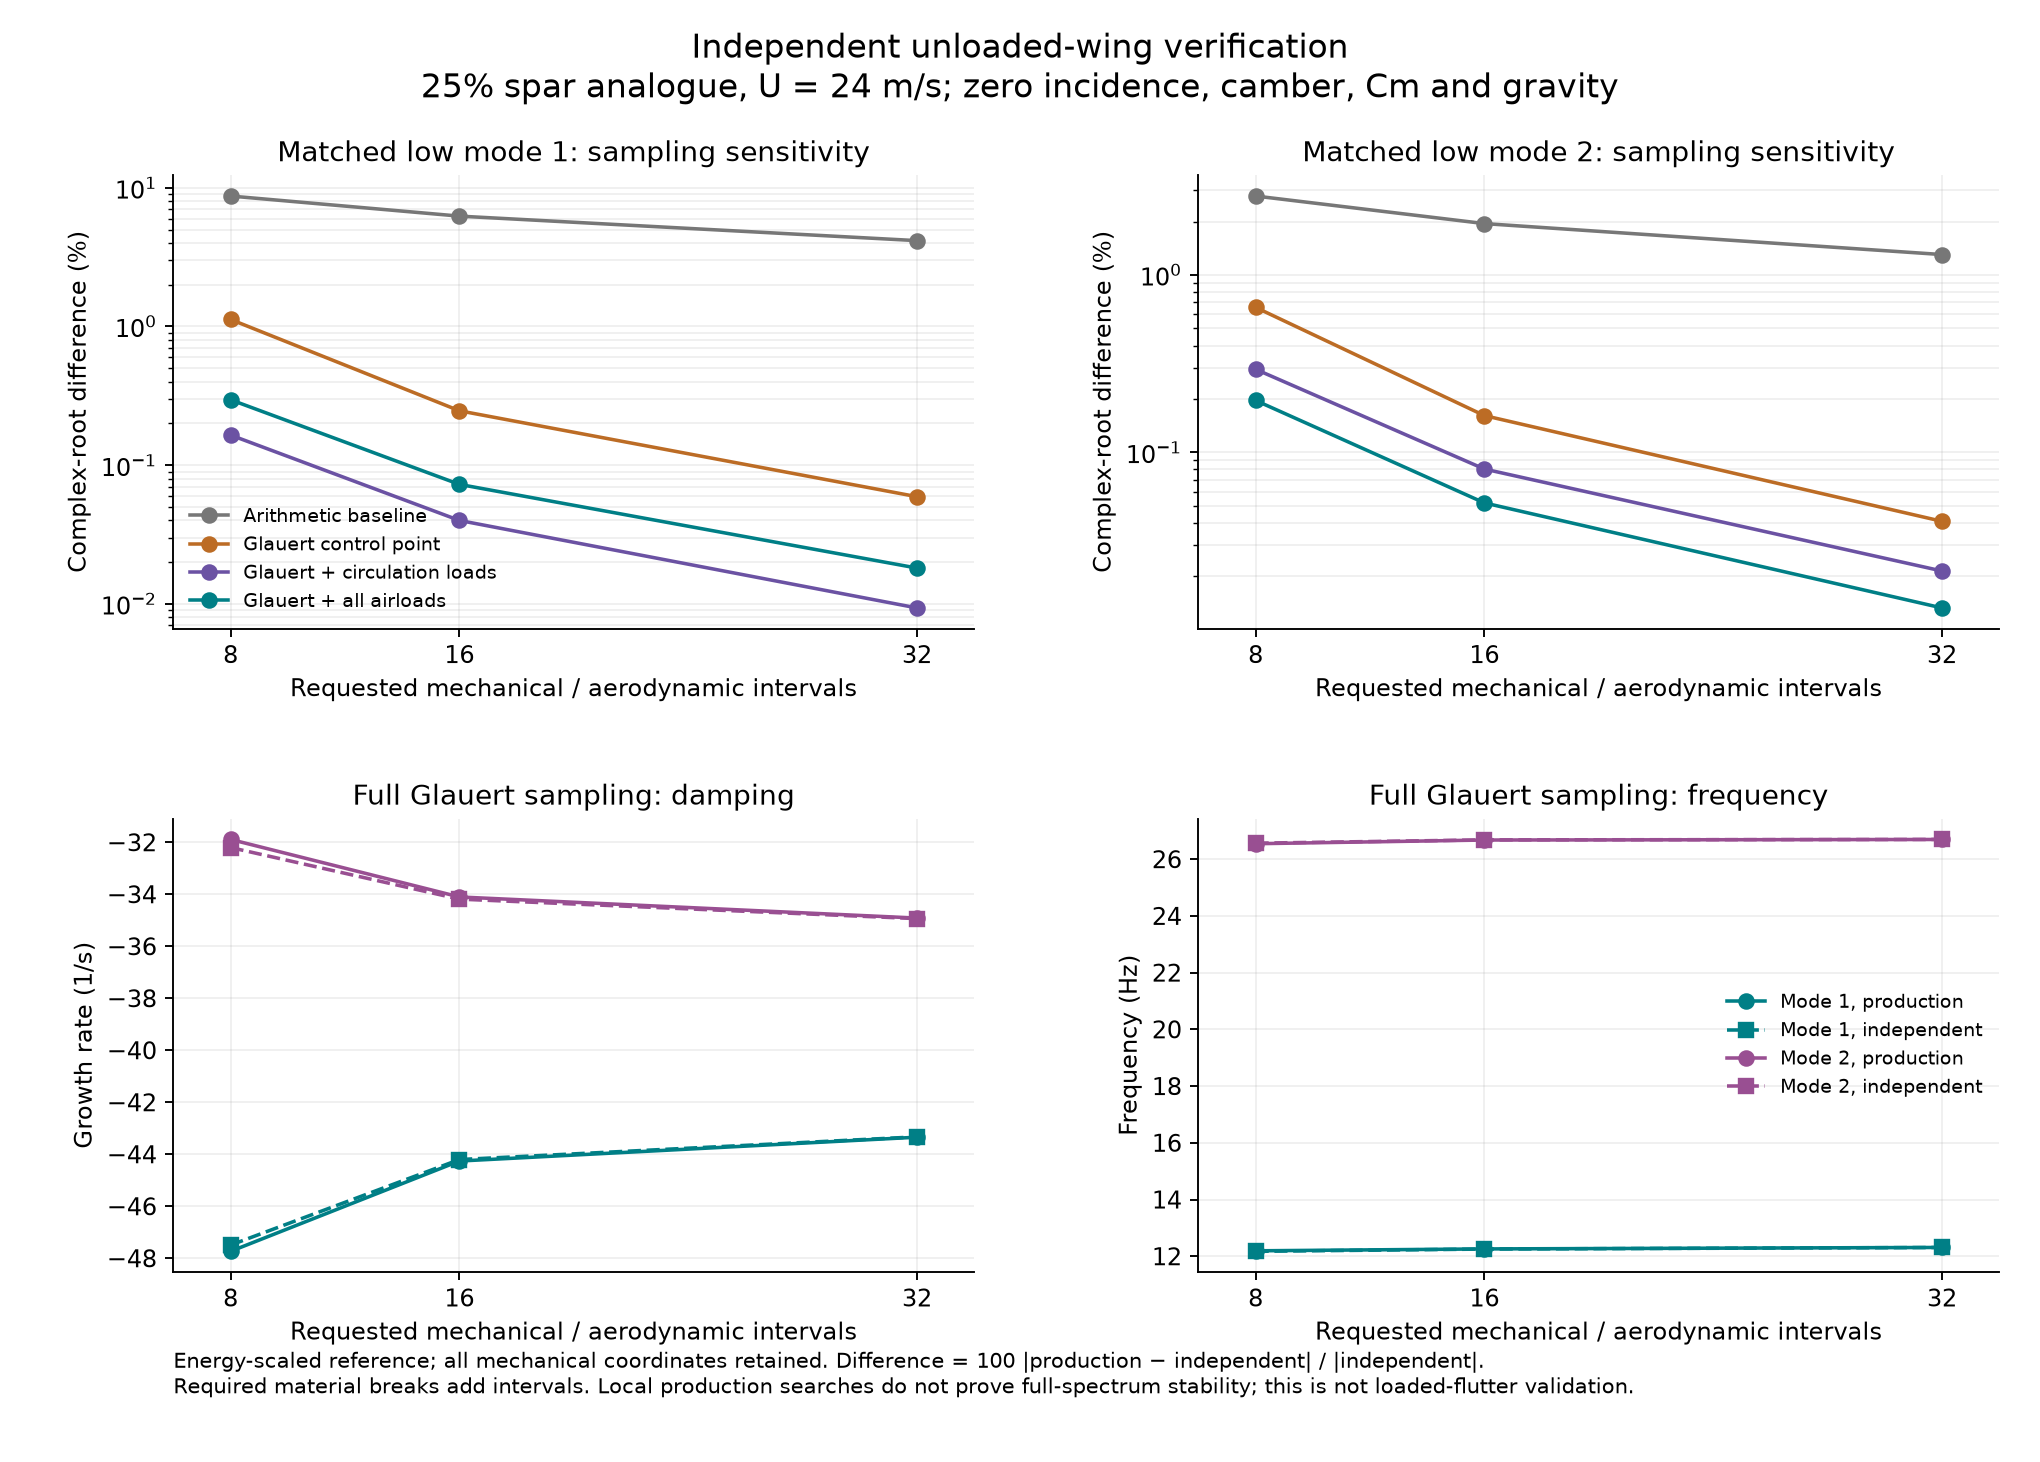 Independent unloaded-wing verification
25% spar analogue, U = 24 m/s; zero incidence, camber, Cm and gravity
Matched low mode 1: sampling sensitivity
Complex-root difference (%)
10¹
10⁰
10⁻¹
10⁻²
Arithmetic baseline
Glauert control point
Glauert + circulation loads
Glauert + all airloads
8 16 32
Requested mechanical / aerodynamic intervals
Matched low mode 2: sampling sensitivity
Complex-root difference (%)
10⁰
10⁻¹
8 16 32
Requested mechanical / aerodynamic intervals
Full Glauert sampling: damping
Growth rate (1/s)
−32
−34
−36
−38
−40
−42
−44
−46
−48
8 16 32
Requested mechanical / aerodynamic intervals
Full Glauert sampling: frequency
Frequency (Hz)
26
24
22
20
18
16
14
12
Mode 1, production
Mode 1, independent
Mode 2, production
Mode 2, independent
8 16 32
Requested mechanical / aerodynamic intervals
Energy-scaled reference; all mechanical coordinates retained. Difference = 100 |production − independent| / |independent|.
Required material breaks add intervals. Local production searches do not prove full-spectrum stability; this is not loaded-flutter validation.